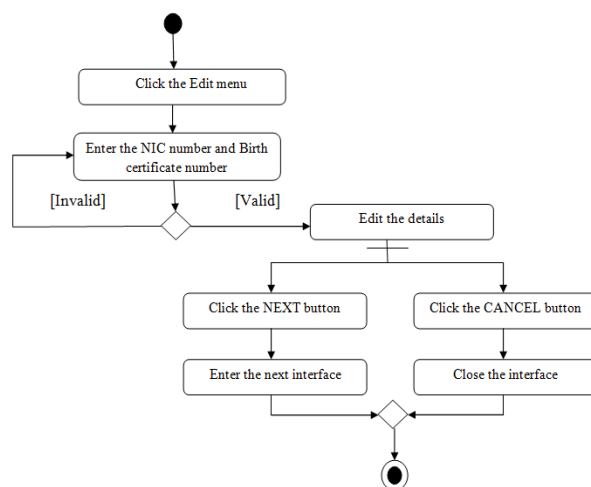 Click the Edit menu
Enter the NIC number and Birth
certificate number
[Invalid]
[Valid]
Edit the details
Click the NEXT button
Click the CANCEL button
Enter the next interface
Close the interface